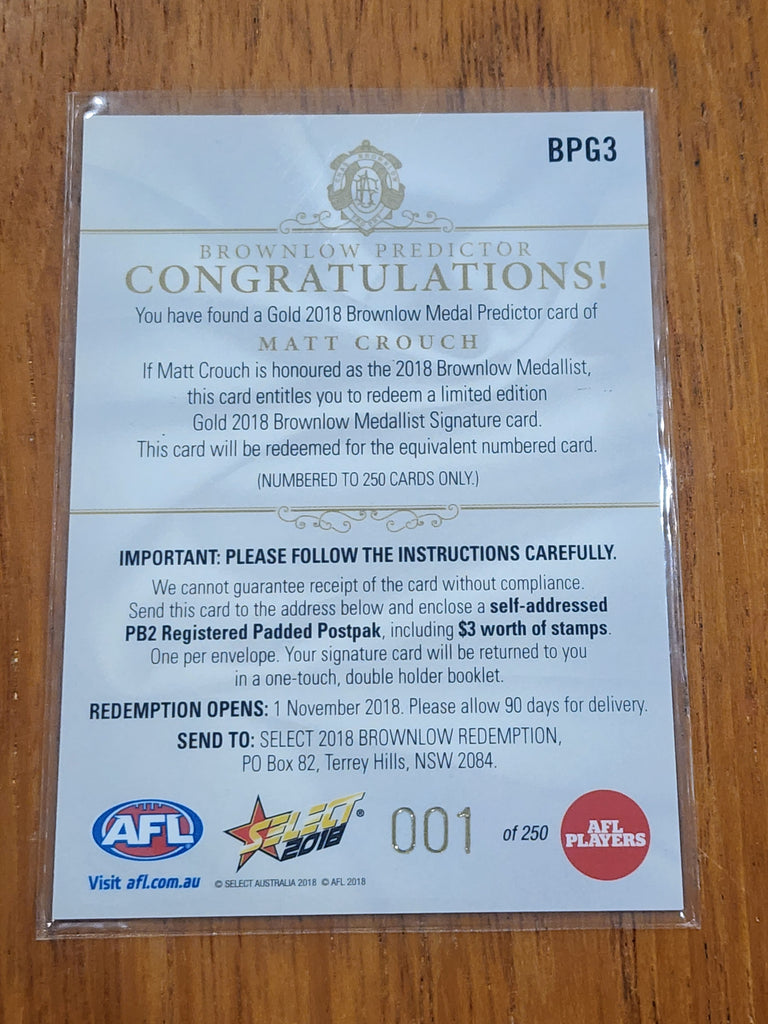 BPG3
BROWNLOW PREDICTOR
CONGRATULATIONS!
You have found a Gold 2018 Brownlow Medal Predictor card of
MATT CROUCH
If Matt Crouch is honoured as the 2018 Brownlow Medallist,
this card entitles you to redeem a limited edition
Gold 2018 Brownlow Medallist Signature card.
This card will be redeemed for the equivalent numbered card.
(NUMBERED TO 250 CARDS ONLY.)
IMPORTANT: PLEASE FOLLOW THE INSTRUCTIONS CAREFULLY.
We cannot guarantee receipt of the card without compliance.
Send this card to the address below and enclose a self-addressed
PB2 Registered Padded Postpak, including $3 worth of stamps.
One per envelope. Your signature card will be returned to you
in a one-touch, double holder booklet.
REDEMPTION OPENS: 1 November 2018. Please allow 90 days for delivery.
SEND TO: SELECT 2018 BROWNLOW REDEMPTION,
PO Box 82, Terrey Hills, NSW 2084.
AFL
SELECT®
2018
001 of 250
AFL
PLAYERS
Visit afl.com.au
© SELECT AUSTRALIA 2018 © AFL 2018